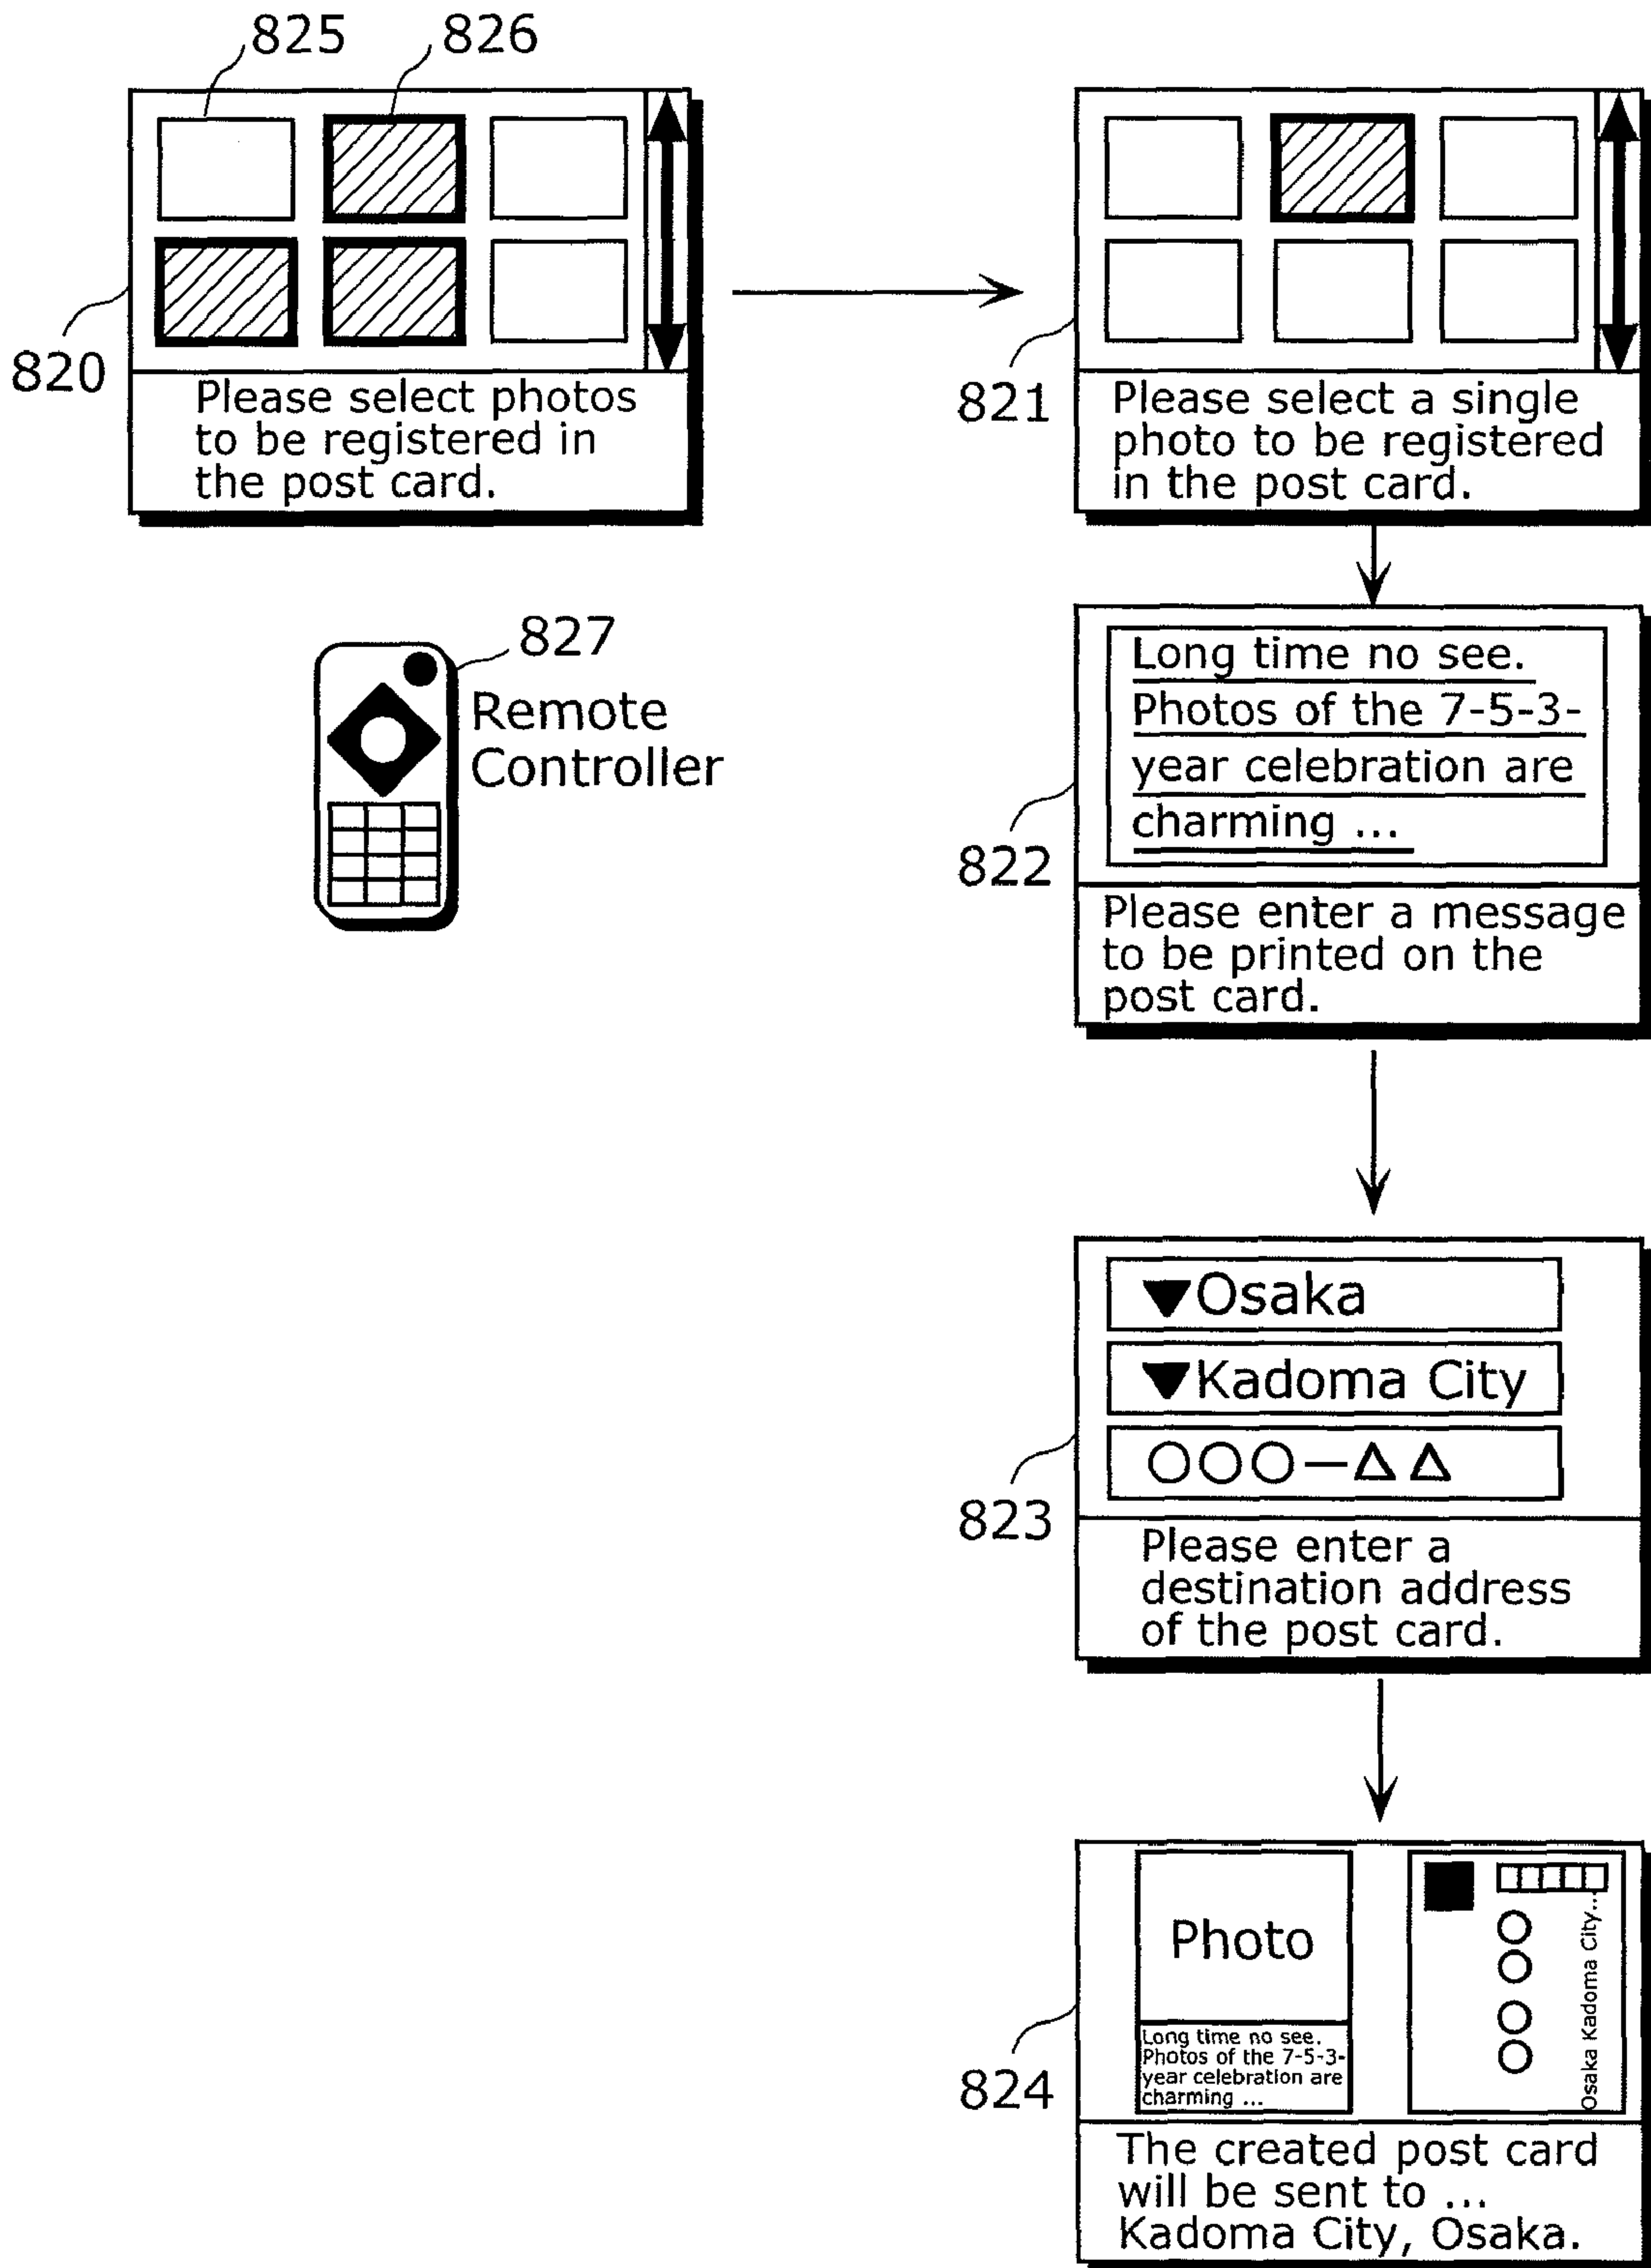 825
826
820
Please select photos
to be registered in
the post card.
821
Please select a single
photo to be registered
in the post card.
827
Remote
Controller
822
Long time no see.
Photos of the 7-5-3-
year celebration are
charming ...
Please enter a message
to be printed on the
post card.
823
▼Osaka
▼Kadoma City
○○○−△△
Please enter a
destination address
of the post card.
824
Photo
Long time no see.
Photos of the 7-5-3-
year celebration are
charming ...
○○○○
Osaka Kadoma City...
The created post card
will be sent to ...
Kadoma City, Osaka.